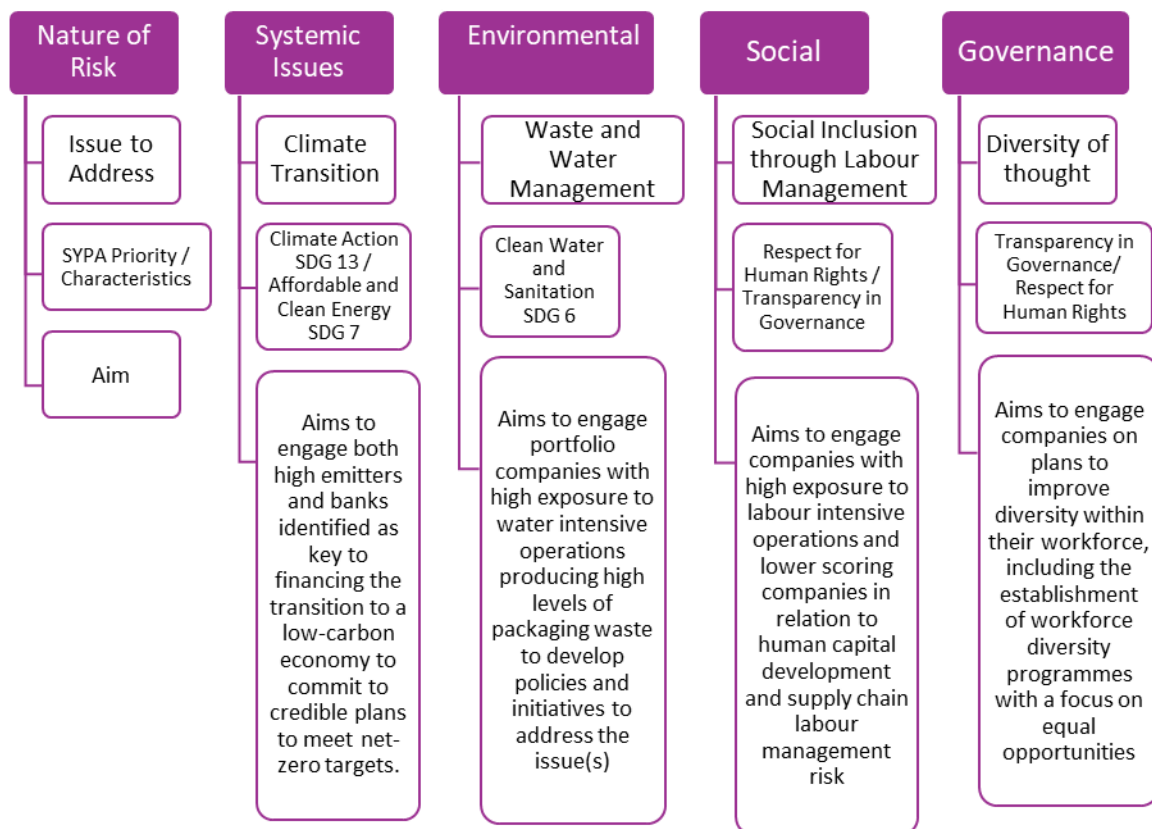 Nature of
Risk
Issue to
Address
SYPA Priority /
Characteristics
Aim
Systemic
Issues
Climate
Transition
Climate Action
SDG 13 /
Affordable and
Clean Energy
SDG 7
Aims to
engage both
high emitters
and banks
identified as
key to
financing the
transition to a
low-carbon
economy to
commit to
credible plans
to meet net-
zero targets.
Environmental
Waste and
Water
Management
Clean Water
and
Sanitation
SDG 6
Aims to engage
portfolio
companies with
high exposure to
water intensive
operations
producing high
levels of
packaging waste
to develop
policies and
initiatives to
address the
issue(s)
Social
Social Inclusion
through Labour
Management
Respect for
Human Rights /
Transparency in
Governance
Aims to engage
companies with
high exposure to
labour intensive
operations and
lower scoring
companies in
relation to
human capital
development
and supply chain
labour
management
risk
Governance
Diversity of
thought
Transparency in
Governance/
Respect for
Human Rights
Aims to engage
companies on
plans to
improve
diversity within
their workforce,
including the
establishment
of workforce
diversity
programmes
with a focus on
equal
opportunities